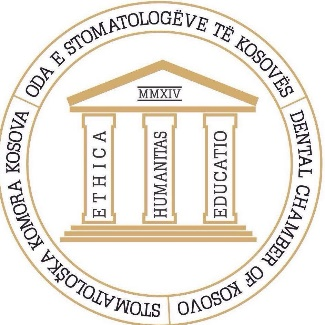 ODA E STOMATOLOGËVE TË KOSOVËS
DENTAL CHAMBER OF KOSOVO
STOMATOLOŠKA KOMORA KOSOVA
MMXIV
ETHICA
HUMANITAS
EDUCATIO